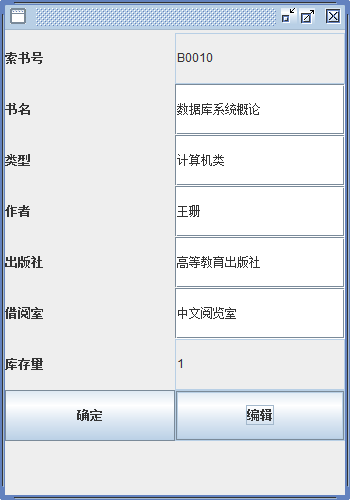 索书号 B0010
书名 数据库系统概论
类型 计算机类
作者 王珊
出版社 高等教育出版社
借阅室 中文阅览室
库存量 1
确定 编辑